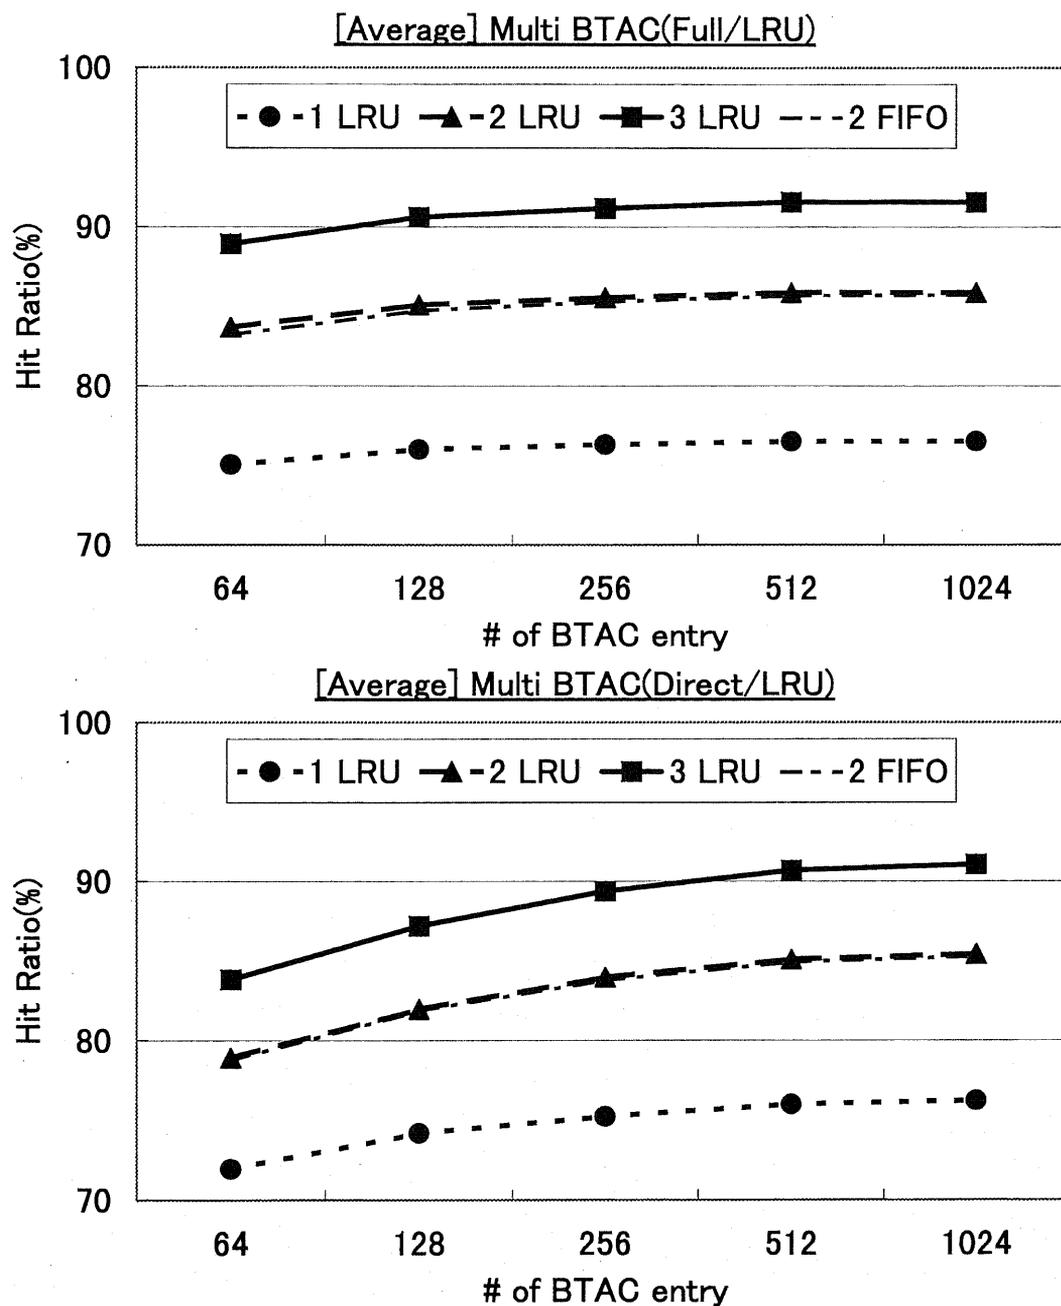 [Average] Multi BTAC(Full/LRU)
100
1 LRU 2 LRU 3 LRU 2 FIFO
90
Hit Ratio(%)
80
70
64 128 256 512 1024
# of BTAC entry
[Average] Multi BTAC(Direct/LRU)
100
1 LRU 2 LRU 3 LRU 2 FIFO
90
Hit Ratio(%)
80
70
64 128 256 512 1024
# of BTAC entry